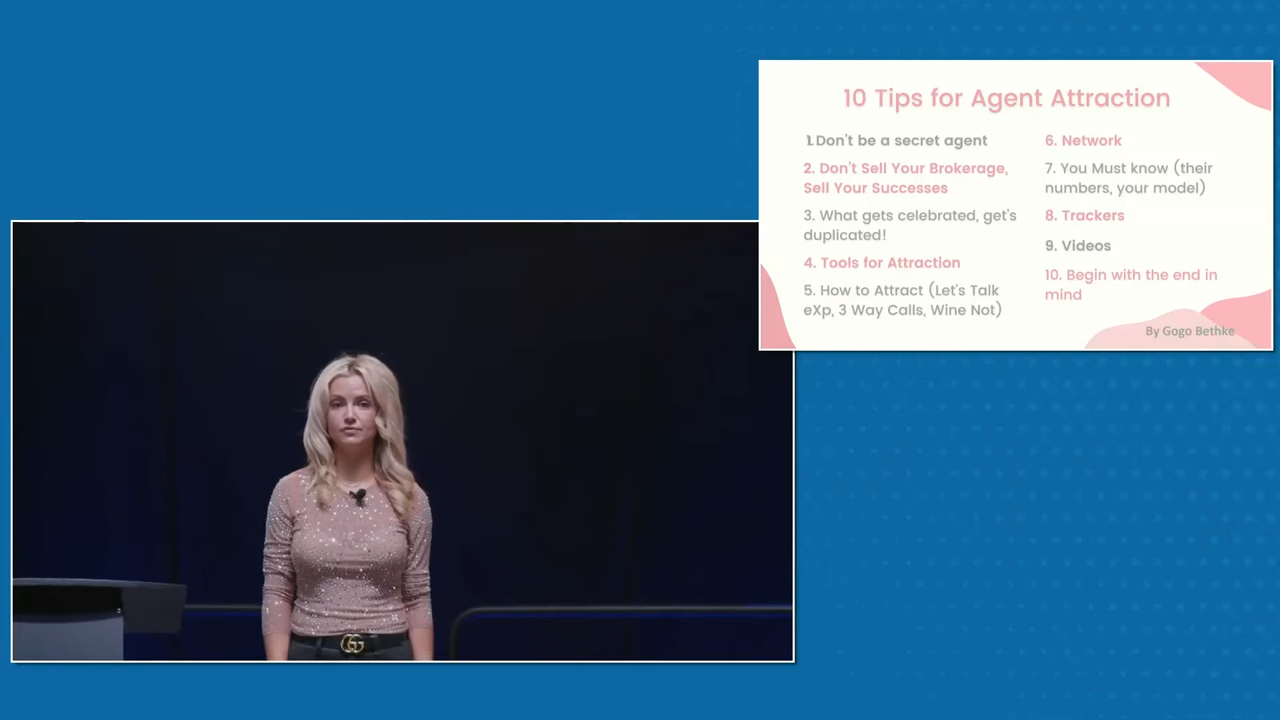 10 Tips for Agent Attraction
1.Don't be a secret agent
2. Don't Sell Your Brokerage,
Sell Your Successes
3. What gets celebrated, get's
duplicated!
4. Tools for Attraction
5. How to Attract (Let's Talk
eXp, 3 Way Calls, Wine Not)
6. Network
7. You Must know (their
numbers, your model)
8. Trackers
9. Videos
10. Begin with the end in
mind
By Gogo Bethke